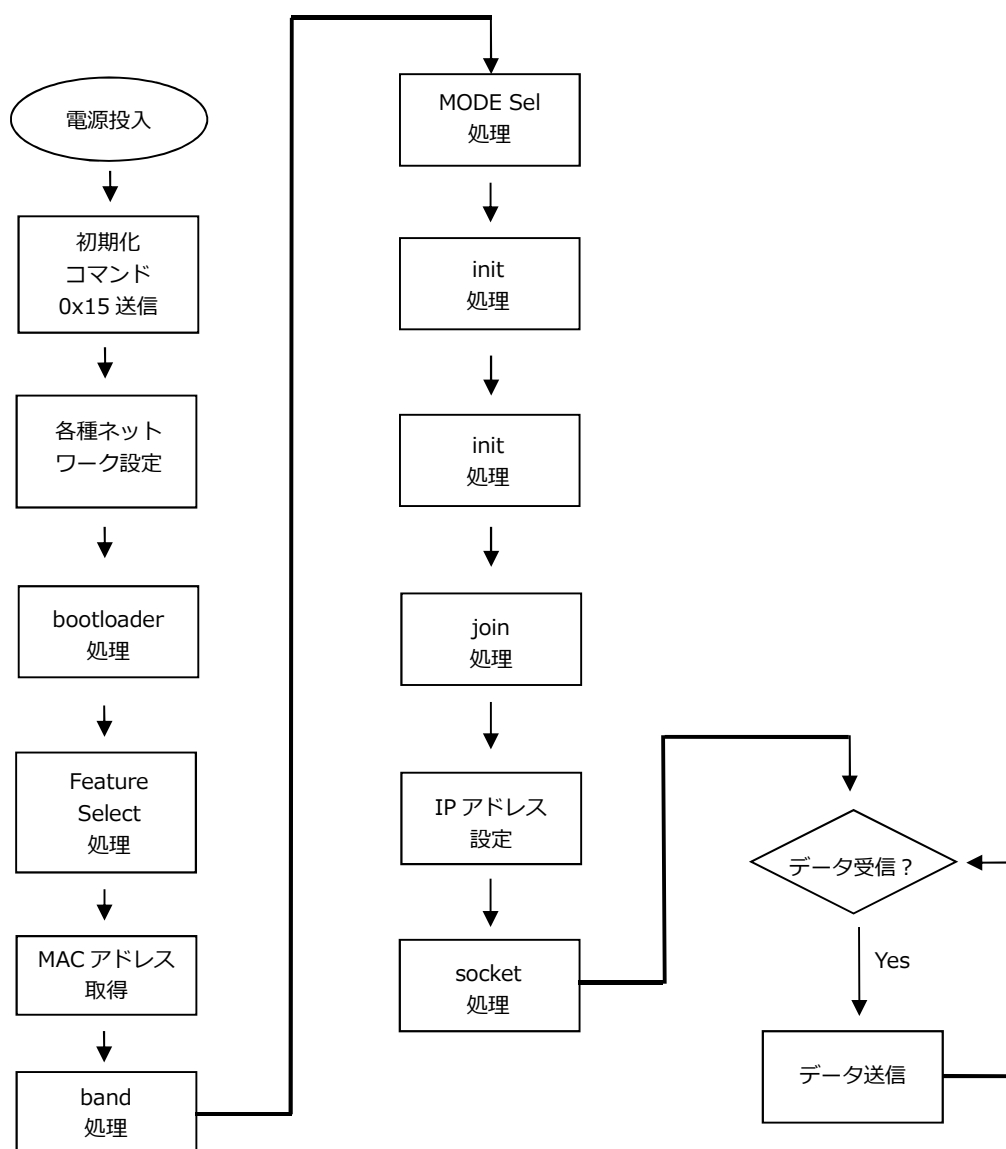 電源投入
初期化
コマンド
0x15 送信
各種ネット
ワーク設定
bootloader
処理
Feature
Select
処理
MAC アドレス
取得
band
処理
MODE Sel
処理
init
処理
init
処理
join
処理
IP アドレス
設定
socket
処理
データ受信？
Yes
データ送信